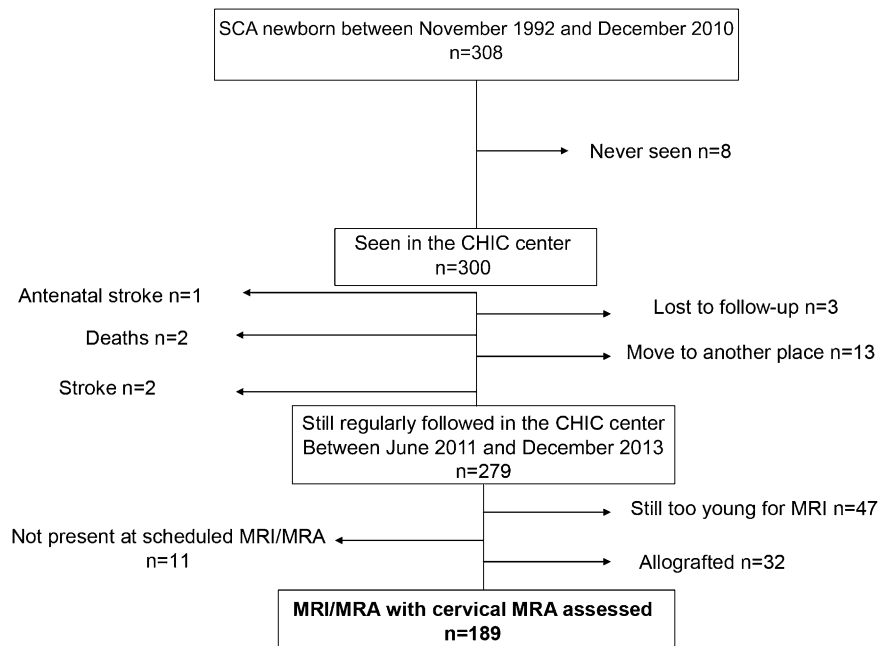 SCA newborn between November 1992 and December 2010
n=308
Never seen n=8
Seen in the CHIC center
n=300
Antenatal stroke n=1
Lost to follow-up n=3
Deaths n=2
Move to another place n=13
Stroke n=2
Still regularly followed in the CHIC center
Between June 2011 and December 2013
n=279
Still too young for MRI n=47
Not present at scheduled MRI/MRA
n=11
Allografted n=32
MRI/MRA with cervical MRA assessed
n=189